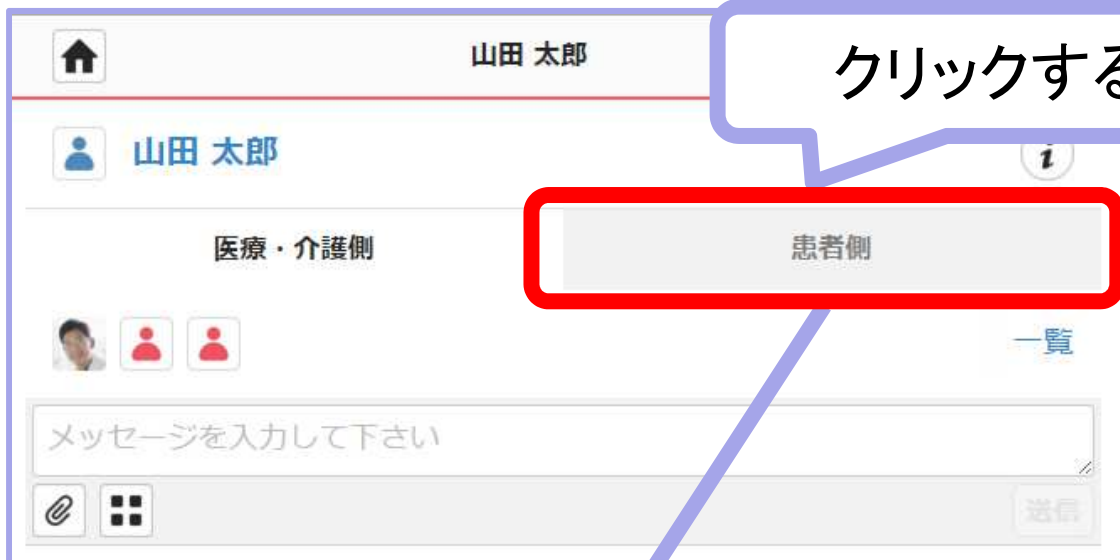 山田 太郎
クリックする
山田 太郎
i
医療・介護側
患者側
一覧
メッセージを入力して下さい
送信